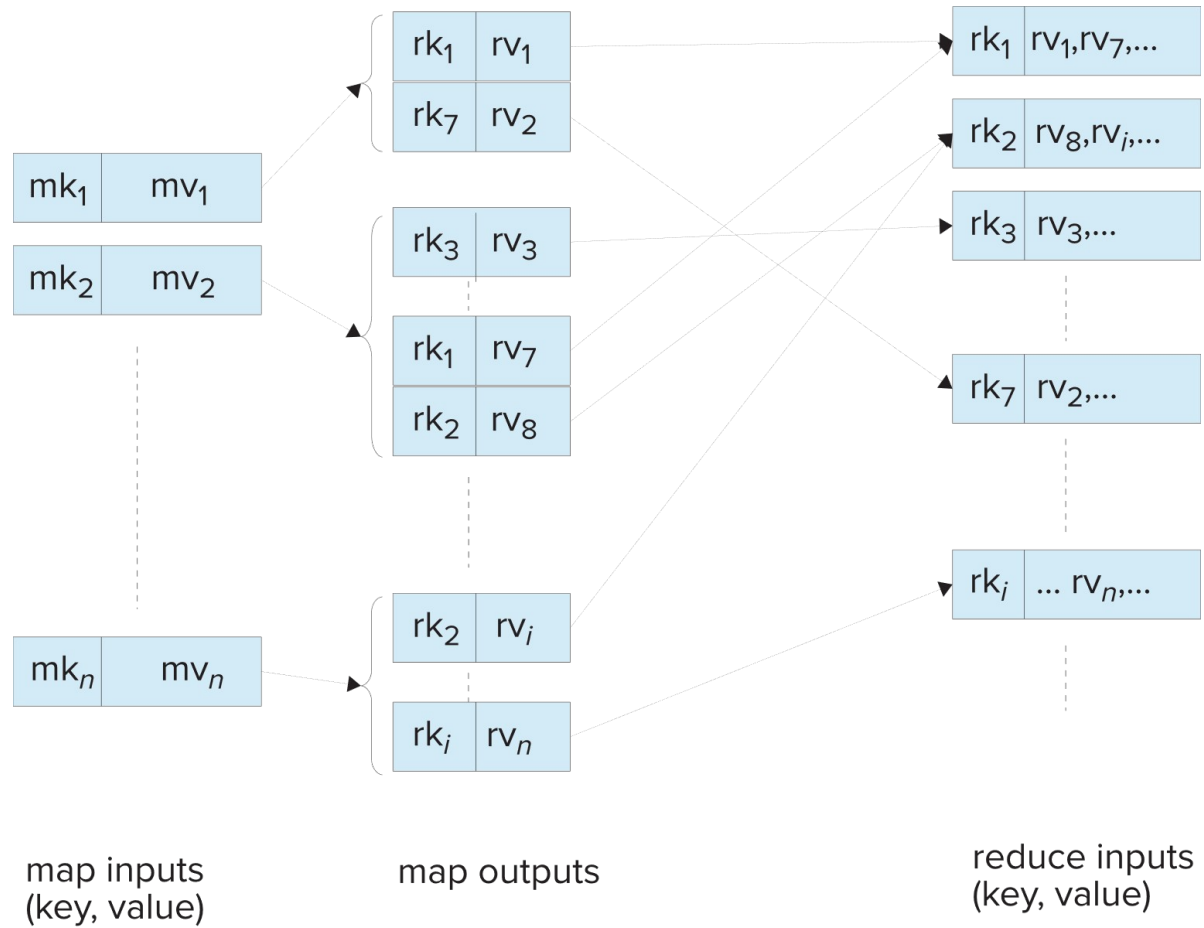 rk₁ rv₁
rk₇ rv₂
mk₁ mv₁
mk₂ mv₂
rk₃ rv₃
rk₁ rv₇
rk₂ rv₈
mkₙ mvₙ
rk₂ rvᵢ
rkᵢ rvₙ
rk₁ rv₁,rv₇,...
rk₂ rv₈,rvᵢ,...
rk₃ rv₃,...
rk₇ rv₂,...
rkᵢ ... rvₙ,...
map inputs
(key, value)
map outputs
reduce inputs
(key, value)